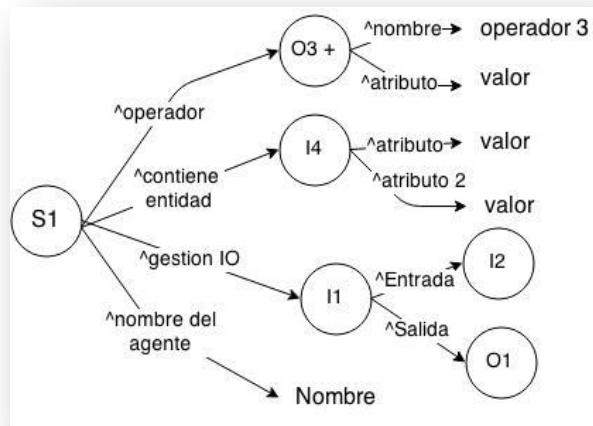 ^nombre
operador 3
O3 +
^atributo
valor
^operador
^atributo
valor
I4
^contiene
entidad
^atributo 2
valor
S1
^gestion IO
^Entrada
I2
I1
^nombre del
agente
^Salida
O1
Nombre